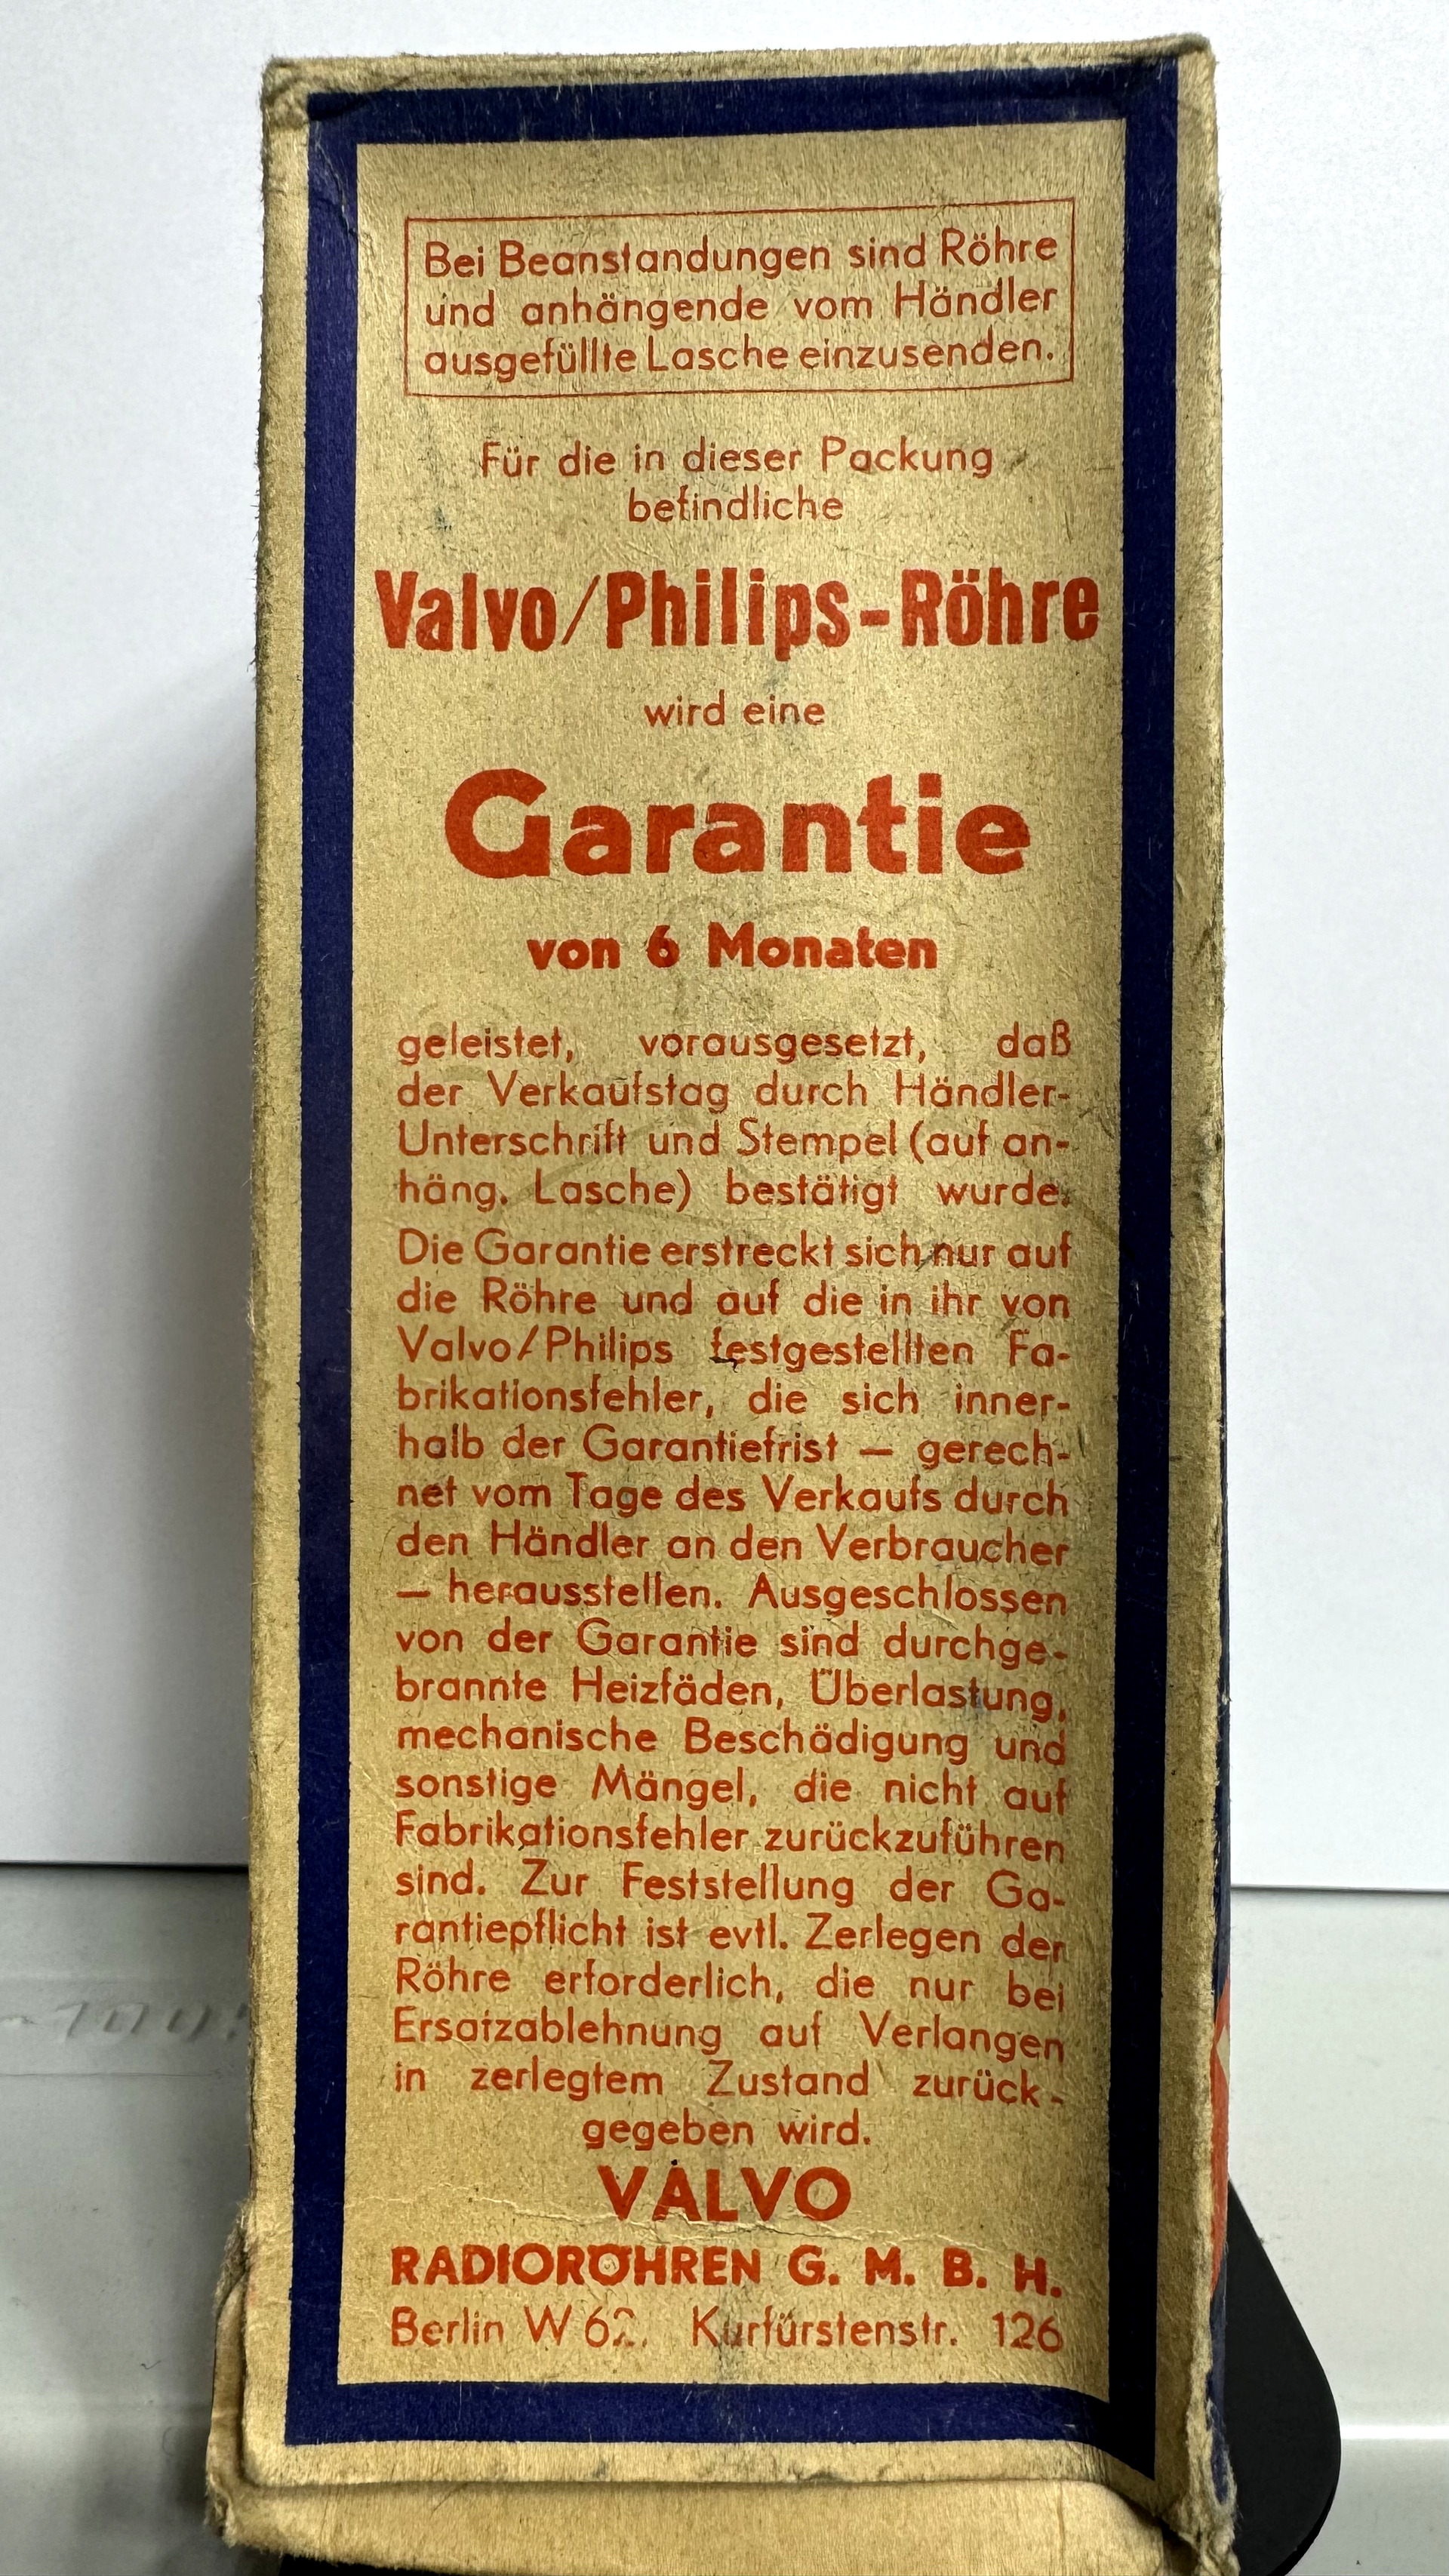 Bei Beanstandungen sind Röhre
und anhängende vom Händler
ausgefüllte Lasche einzusenden.
Für die in dieser Packung
befindliche
Valvo/Philips-Röhre
wird eine
Garantie
von 6 Monaten
geleistet, vorausgesetzt, daß
der Verkaufstag durch Händler-
Unterschrift und Stempel (auf an-
häng. Lasche) bestätigt wurde.
Die Garantie erstreckt sich nur auf
die Röhre und auf die in ihr von
Valvo/Philips festgestellten Fa-
brikationsfehler, die sich inner-
halb der Garantiefrist — gerech-
net vom Tage des Verkaufs durch
den Händler an den Verbraucher
— herausstellen. Ausgeschlossen
von der Garantie sind durchge-
brannte Heizfäden, Überlastung,
mechanische Beschädigung und
sonstige Mängel, die nicht auf
Fabrikationsfehler zurückzuführen
sind. Zur Feststellung der Ga-
rantiepflicht ist evtl. Zerlegen der
Röhre erforderlich, die nur bei
Ersatzablehnung auf Verlangen
in zerlegtem Zustand zurück-
gegeben wird.
VALVO
RADIORÖHREN G. M. B. H.
Berlin W 62, Kurfürstenstr. 126